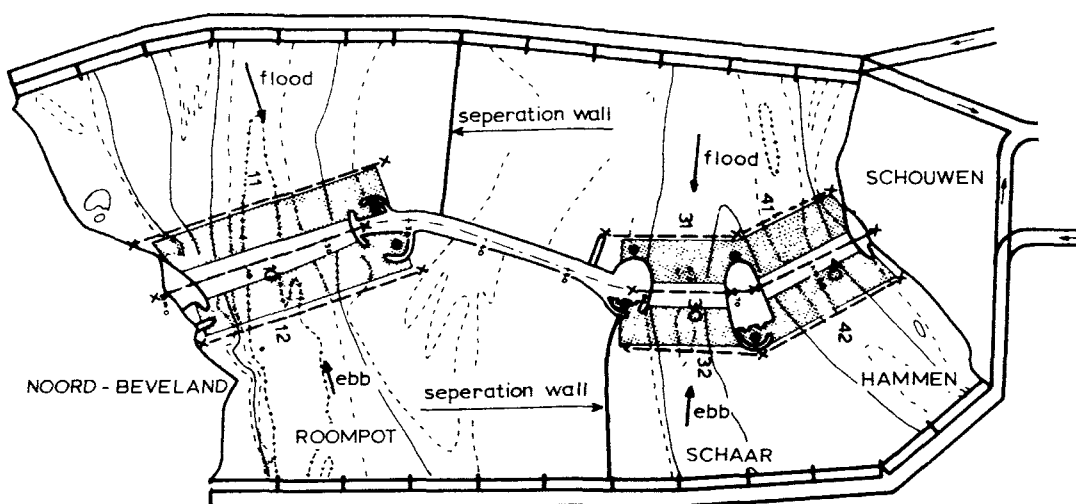 flood
seperation wall
flood
SCHOUWEN
11
41
31
10
40
30
12
32
42
NOORD-BEVELAND
ebb
seperation wall
HAMMEN
ebb
ROOMPOT
SCHAAR